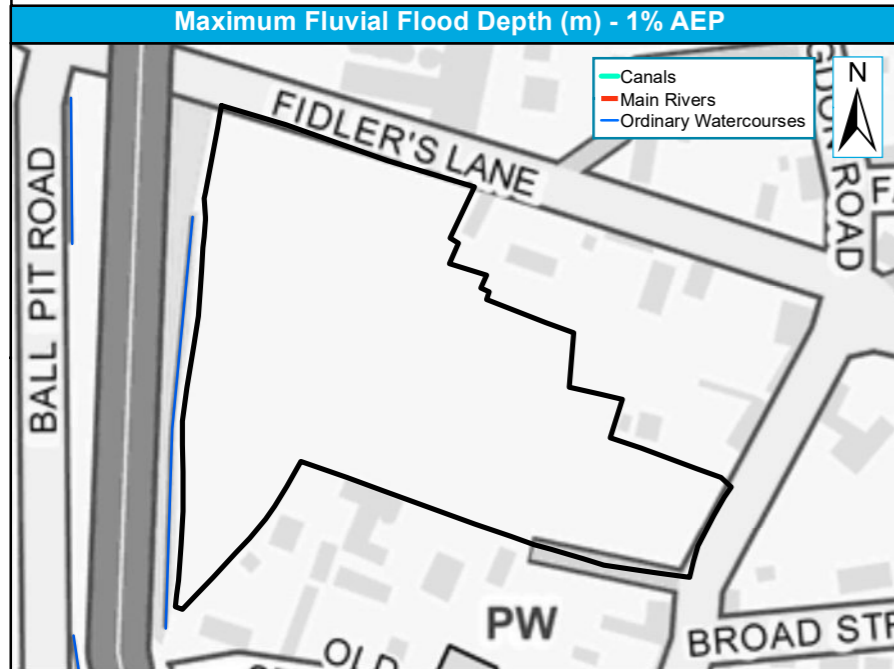 Maximum Fluvial Flood Depth (m) - 1% AEP
Canals
Main Rivers
Ordinary Watercourses
N
FIDLER'S LANE
ROAD
BALL PIT ROAD
PW
BROAD
OLD